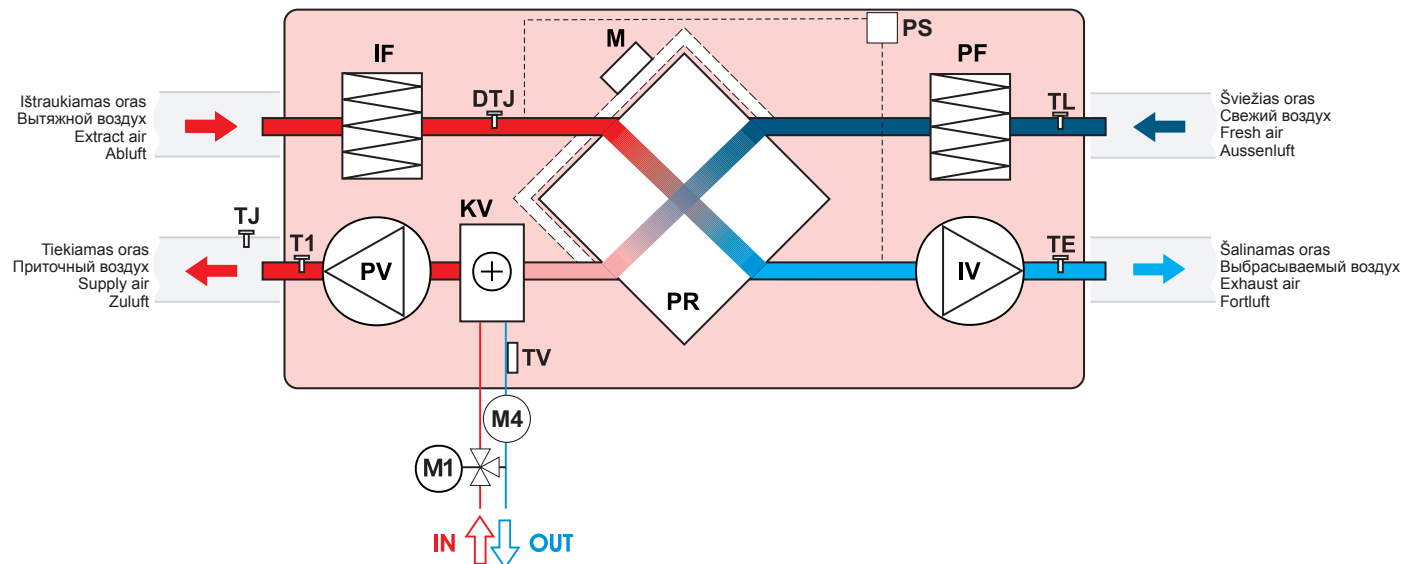 IF
M
PS
PF
Ištraukiamas oras
Вытяжной воздух
Extract air
Abluft
DTJ
TL
Šviežias oras
Свежий воздух
Fresh air
Aussenluft
TJ
KV
Tiekiamas oras
Приточный воздух
Supply air
Zuluft
T1
PV
PR
IV
TE
Šalinamas oras
Выбрасываемый воздух
Exhaust air
Fortluft
TV
M4
M1
IN
OUT